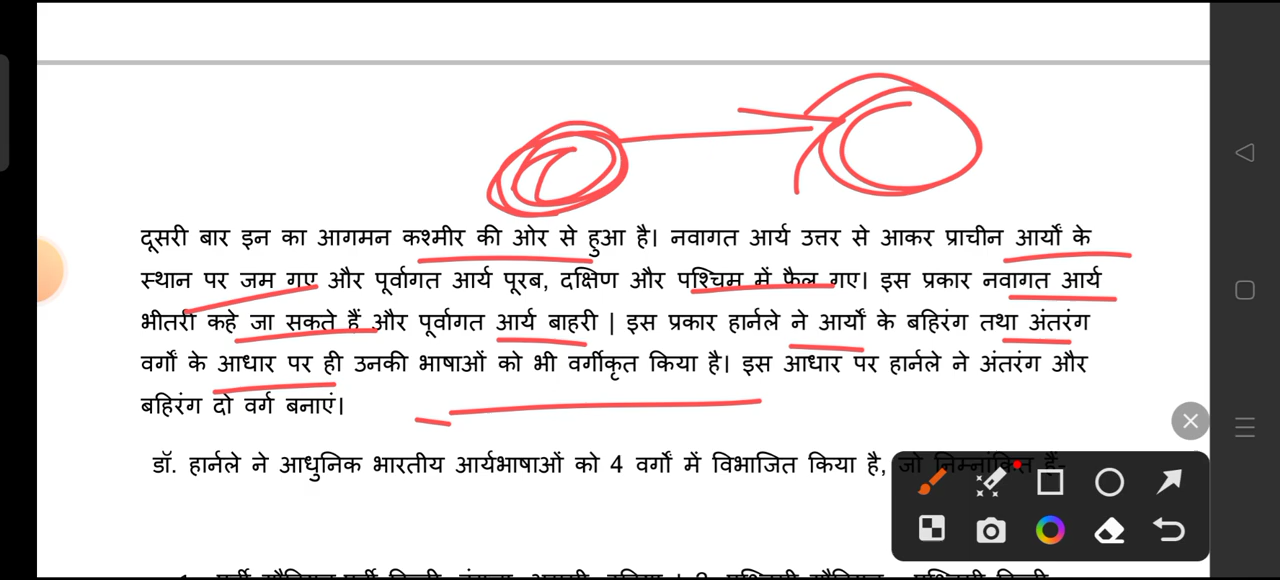 दूसरी बार इन का आगमन कश्मीर की ओर से हुआ है। नवागत आर्य उत्तर से आकर प्राचीन आर्यों के
स्थान पर जम गए और पूर्वागत आर्य पूरब, दक्षिण और पश्चिम में फैल गए। इस प्रकार नवागत आर्य
भीतरी कहे जा सकते हैं और पूर्वागत आर्य बाहरी | इस प्रकार हार्नले ने आर्यों के बहिरंग तथा अंतरंग
वर्गों के आधार पर ही उनकी भाषाओं को भी वर्गीकृत किया है। इस आधार पर हार्नले ने अंतरंग और
बहिरंग दो वर्ग बनाएं।
डॉ. हार्नले ने आधुनिक भारतीय आर्यभाषाओं को 4 वर्गों में विभाजित किया है, जो निम्नांकित हैं-